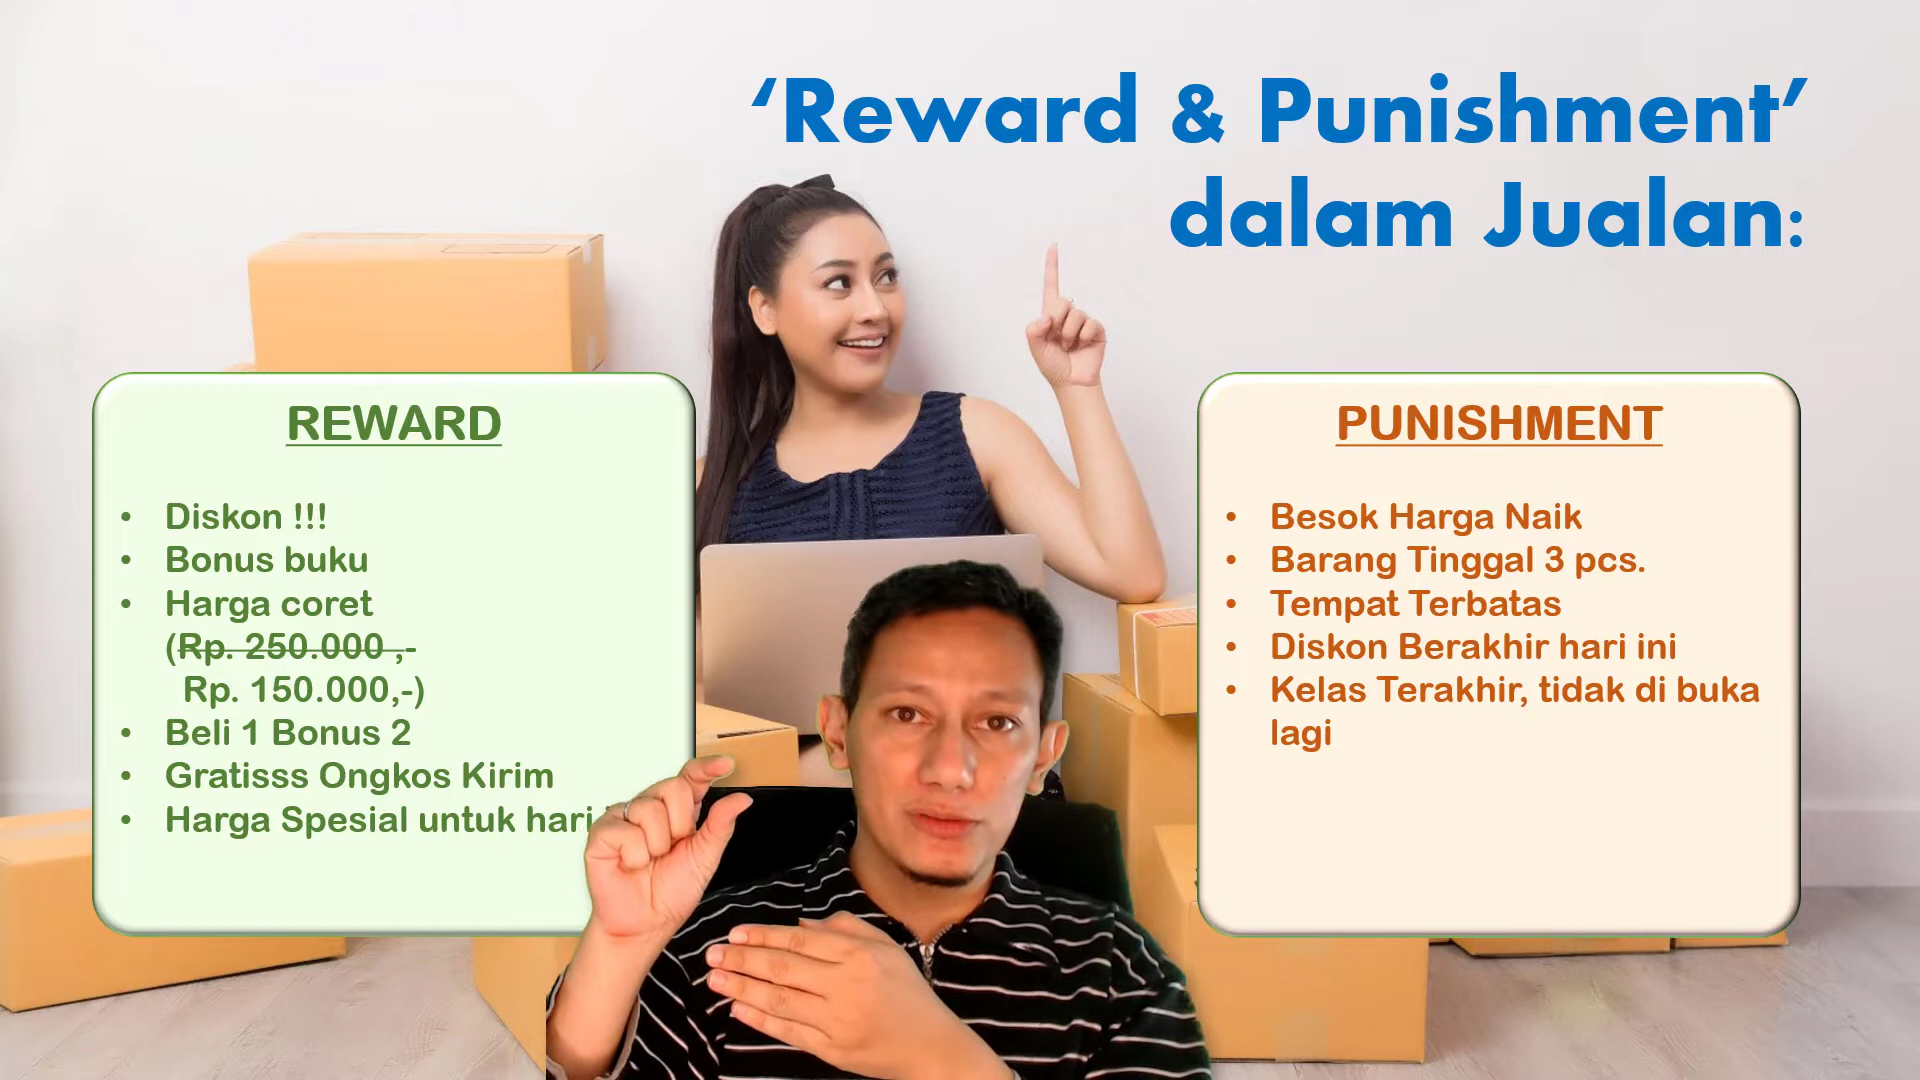 ‘Reward & Punishment’
dalam Jualan:
REWARD
• Diskon !!!
• Bonus buku
• Harga coret
(Rp. 250.000 ,-
Rp. 150.000,-)
• Beli 1 Bonus 2
• Gratisss Ongkos Kirim
• Harga Spesial untuk hari
PUNISHMENT
• Besok Harga Naik
• Barang Tinggal 3 pcs.
• Tempat Terbatas
• Diskon Berakhir hari ini
• Kelas Terakhir, tidak di buka
lagi